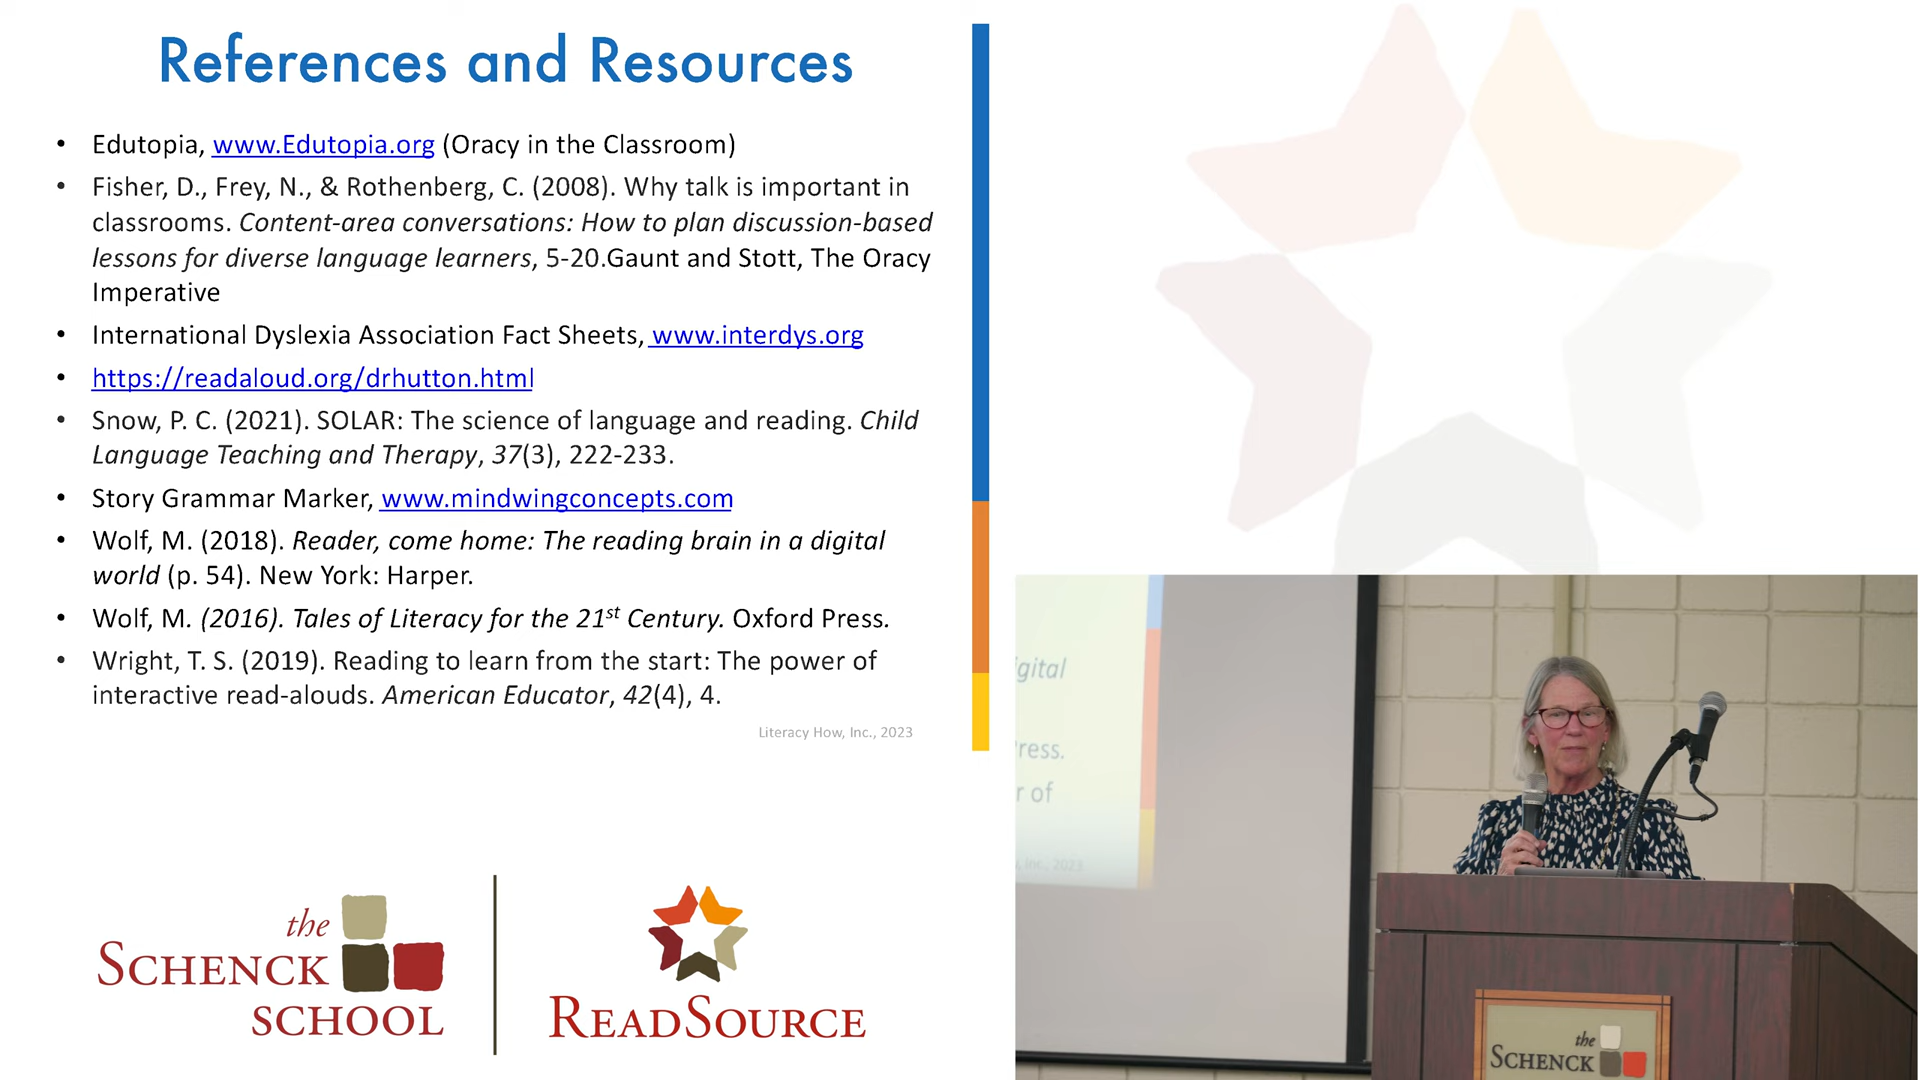 References and Resources
• Edutopia, www.Edutopia.org (Oracy in the Classroom)
• Fisher, D., Frey, N., & Rothenberg, C. (2008). Why talk is important in
classrooms. Content-area conversations: How to plan discussion-based
lessons for diverse language learners, 5-20.Gaunt and Stott, The Oracy
Imperative
• International Dyslexia Association Fact Sheets, www.interdys.org
• https://readaloud.org/drhutton.html
• Snow, P. C. (2021). SOLAR: The science of language and reading. Child
Language Teaching and Therapy, 37(3), 222-233.
• Story Grammar Marker, www.mindwingconcepts.com
• Wolf, M. (2018). Reader, come home: The reading brain in a digital
world (p. 54). New York: Harper.
• Wolf, M. (2016). Tales of Literacy for the 21st Century. Oxford Press.
• Wright, T. S. (2019). Reading to learn from the start: The power of
interactive read-alouds. American Educator, 42(4), 4.
Literacy How, Inc., 2023
the
SCHENCK
SCHOOL
READSOURCE
igital
ress.
r of
, Inc., 2023
the
SCHENCK